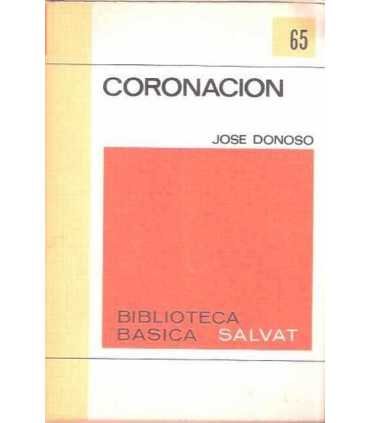 65
CORONACION
JOSE DONOSO
BIBLIOTECA
BASICA SALVAT